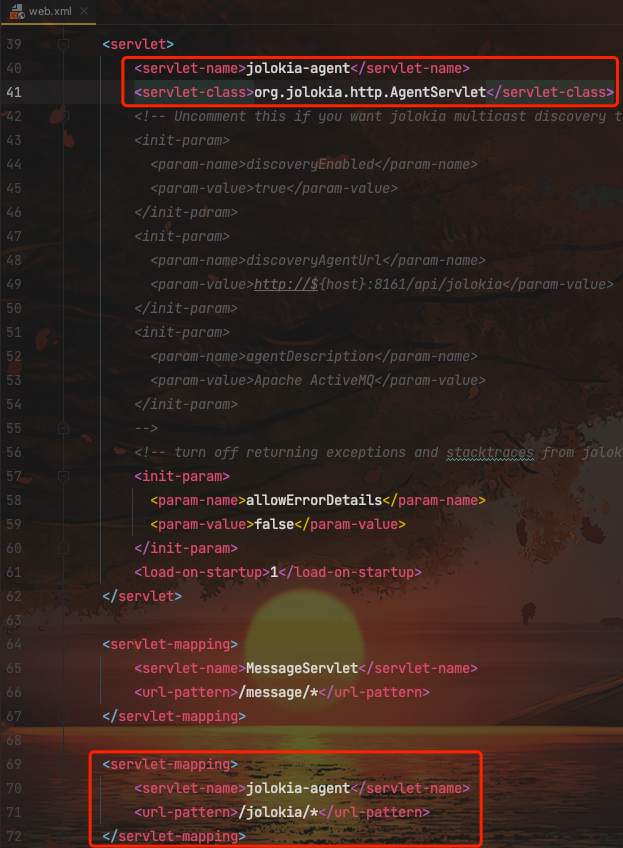 web.xml
39 <servlet>
40 <servlet-name>jolokia-agent</servlet-name>
41 <servlet-class>org.jolokia.http.AgentServlet</servlet-class>
42 <!-- Uncomment this if you want jolokia multicast discovery t
43 <init-param>
44 <param-name>discoveryEnabled</param-name>
45 <param-value>true</param-value>
46 </init-param>
47 <init-param>
48 <param-name>discoveryAgentUrl</param-name>
49 <param-value>http://${host}:8161/api/jolokia</param-value>
50 </init-param>
51 <init-param>
52 <param-name>agentDescription</param-name>
53 <param-value>Apache ActiveMQ</param-value>
54 </init-param>
55 -->
56 <!-- turn off returning exceptions and stacktraces from jolok
57 <init-param>
58 <param-name>allowErrorDetails</param-name>
59 <param-value>false</param-value>
60 </init-param>
61 <load-on-startup>1</load-on-startup>
62 </servlet>
63
64 <servlet-mapping>
65 <servlet-name>MessageServlet</servlet-name>
66 <url-pattern>/message/*</url-pattern>
67 </servlet-mapping>
68
69 <servlet-mapping>
70 <servlet-name>jolokia-agent</servlet-name>
71 <url-pattern>/jolokia/*</url-pattern>
72 </servlet-mapping>